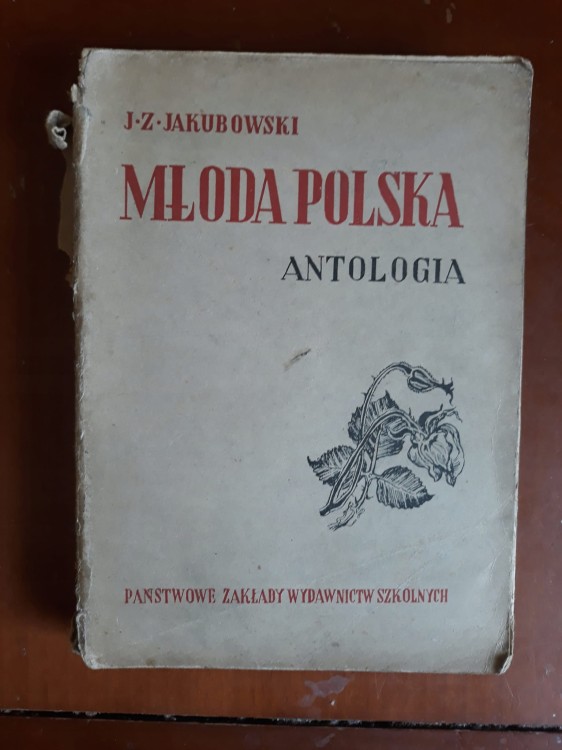 J·Z·JAKUBOWSKI
MŁODA POLSKA
ANTOLOGIA
PAŃSTWOWE ZAKŁADY WYDAWNICTW SZKOLNYCH